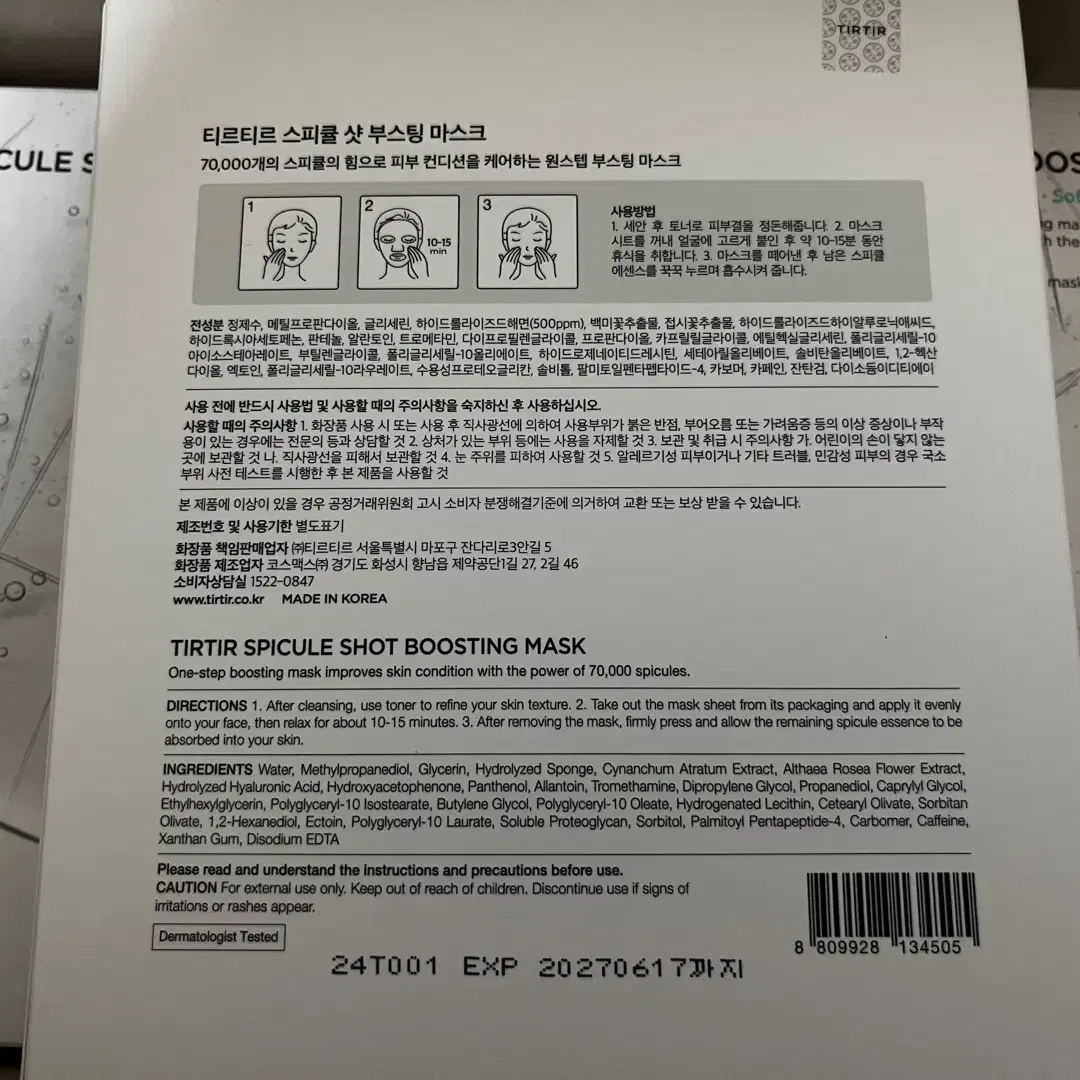 TIRTIR
CULE S
티르티르 스피큘 샷 부스팅 마스크
70,000개의 스피큘의 힘으로 피부 컨디션을 케어하는 원스텝 부스팅 마스크
1
2
10-15
min
3
사용방법
1. 세안 후 토너로 피부결을 정돈해줍니다. 2. 마스크
시트를 꺼내 얼굴에 고르게 붙인 후 약 10-15분 동안
휴식을 취합니다. 3. 마스크를 떼어낸 후 남은 스피큘
에센스를 꾹꾹 누르며 흡수시켜 줍니다.
전성분 정제수, 메틸프로판다이올, 글리세린, 하이드롤라이즈드해면(500ppm), 백미꽃추출물, 접시꽃추출물, 하이드롤라이즈드하이알루로닉애씨드,
하이드록시아세토페논, 판테놀, 알란토인, 트로메타민, 다이프로필렌글라이콜, 프로판다이올, 카프릴릴글라이콜, 에틸헥실글리세린, 폴리글리세릴-10
아이소스테아레이트, 부틸렌글라이콜, 폴리글리세릴-10올리에이트, 하이드로제네이티드레시틴, 세테아릴올리베이트, 솔비탄올리베이트, 1,2-헥산
다이올, 엑토인, 폴리글리세릴-10라우레이트, 수용성프로테오글리칸, 솔비톨, 팔미토일펜타펩타이드-4, 카보머, 카페인, 잔탄검, 다이소듐이디티에이
사용 전에 반드시 사용법 및 사용할 때의 주의사항을 숙지하신 후 사용하십시오.
사용할 때의 주의사항 1. 화장품 사용 시 또는 사용 후 직사광선에 의하여 사용부위가 붉은 반점, 부어오름 또는 가려움증 등의 이상 증상이나 부작
용이 있는 경우에는 전문의 등과 상담할 것 2. 상처가 있는 부위 등에는 사용을 자제할 것 3. 보관 및 취급 시 주의사항 가. 어린이의 손이 닿지 않는
곳에 보관할 것 나. 직사광선을 피해서 보관할 것 4. 눈 주위를 피하여 사용할 것 5. 알레르기성 피부이거나 기타 트러블, 민감성 피부의 경우 국소
부위 사전 테스트를 시행한 후 본 제품을 사용할 것
본 제품에 이상이 있을 경우 공정거래위원회 고시 소비자 분쟁해결기준에 의거하여 교환 또는 보상 받을 수 있습니다.
제조번호 및 사용기한 별도표기
화장품 책임판매업자 ㈜티르티르 서울특별시 마포구 잔다리로3안길 5
화장품 제조업자 코스맥스㈜ 경기도 화성시 향남읍 제약공단1길 27, 2길 46
소비자상담실 1522-0847
www.tirtir.co.kr MADE IN KOREA
TIRTIR SPICULE SHOT BOOSTING MASK
One-step boosting mask improves skin condition with the power of 70,000 spicules.
DIRECTIONS 1. After cleansing, use toner to refine your skin texture. 2. Take out the mask sheet from its packaging and apply it evenly
onto your face, then relax for about 10-15 minutes. 3. After removing the mask, firmly press and allow the remaining spicule essence to be
absorbed into your skin.
INGREDIENTS Water, Methylpropanediol, Glycerin, Hydrolyzed Sponge, Cynanchum Atratum Extract, Althaea Rosea Flower Extract,
Hydrolyzed Hyaluronic Acid, Hydroxyacetophenone, Panthenol, Allantoin, Tromethamine, Dipropylene Glycol, Propanediol, Caprylyl Glycol,
Ethylhexylglycerin, Polyglyceryl-10 Isostearate, Butylene Glycol, Polyglyceryl-10 Oleate, Hydrogenated Lecithin, Cetearyl Olivate, Sorbitan
Olivate, 1,2-Hexanediol, Ectoin, Polyglyceryl-10 Laurate, Soluble Proteoglycan, Sorbitol, Palmitoyl Pentapeptide-4, Carbomer, Caffeine,
Xanthan Gum, Disodium EDTA
Please read and understand the instructions and precautions before use.
CAUTION For external use only. Keep out of reach of children. Discontinue use if signs of
irritations or rashes appear.
Dermatologist Tested
8 809928 134505
24T001 EXP 20270617까지
OOS
Sof
g ma
h the
mask